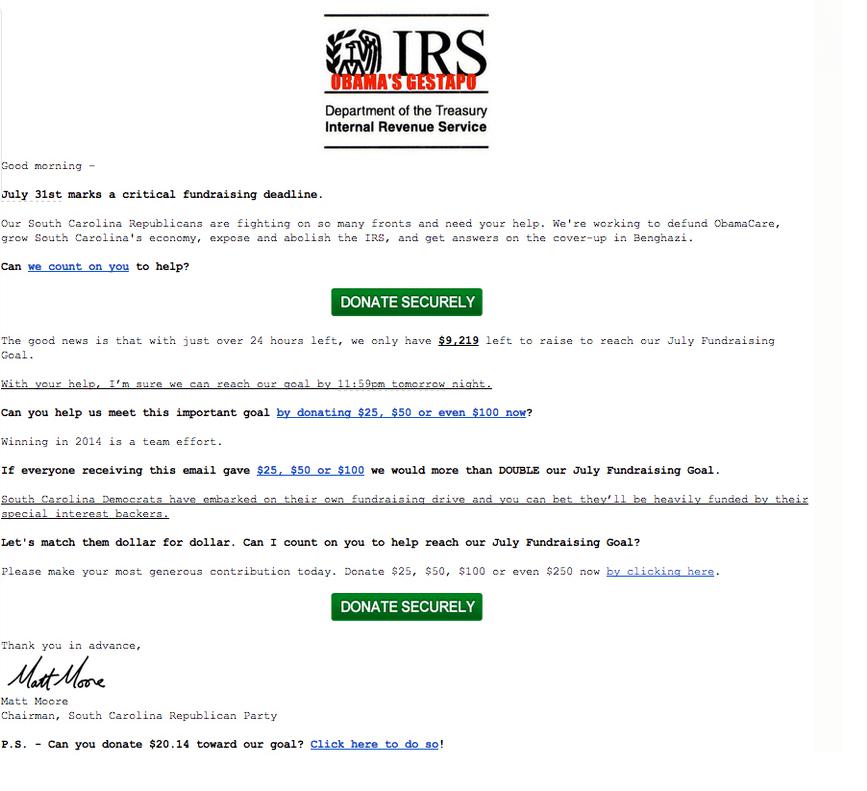 IRS
OBAMA'S GESTAPO
Department of the Treasury
Internal Revenue Service
Good morning –
July 31st marks a critical fundraising deadline.
Our South Carolina Republicans are fighting on so many fronts and need your help. We're working to defund ObamaCare,
grow South Carolina's economy, expose and abolish the IRS, and get answers on the cover-up in Benghazi.
Can we count on you to help?
DONATE SECURELY
The good news is that with just over 24 hours left, we only have $9,219 left to raise to reach our July Fundraising
Goal.
With your help, I’m sure we can reach our goal by 11:59pm tomorrow night.
Can you help us meet this important goal by donating $25, $50 or even $100 now?
Winning in 2014 is a team effort.
If everyone receiving this email gave $25, $50 or $100 we would more than DOUBLE our July Fundraising Goal.
South Carolina Democrats have embarked on their own fundraising drive and you can bet they’ll be heavily funded by their
special interest backers.
Let's match them dollar for dollar. Can I count on you to help reach our July Fundraising Goal?
Please make your most generous contribution today. Donate $25, $50, $100 or even $250 now by clicking here.
DONATE SECURELY
Thank you in advance,
Matt Moore
Matt Moore
Chairman, South Carolina Republican Party
P.S. - Can you donate $20.14 toward our goal? Click here to do so!